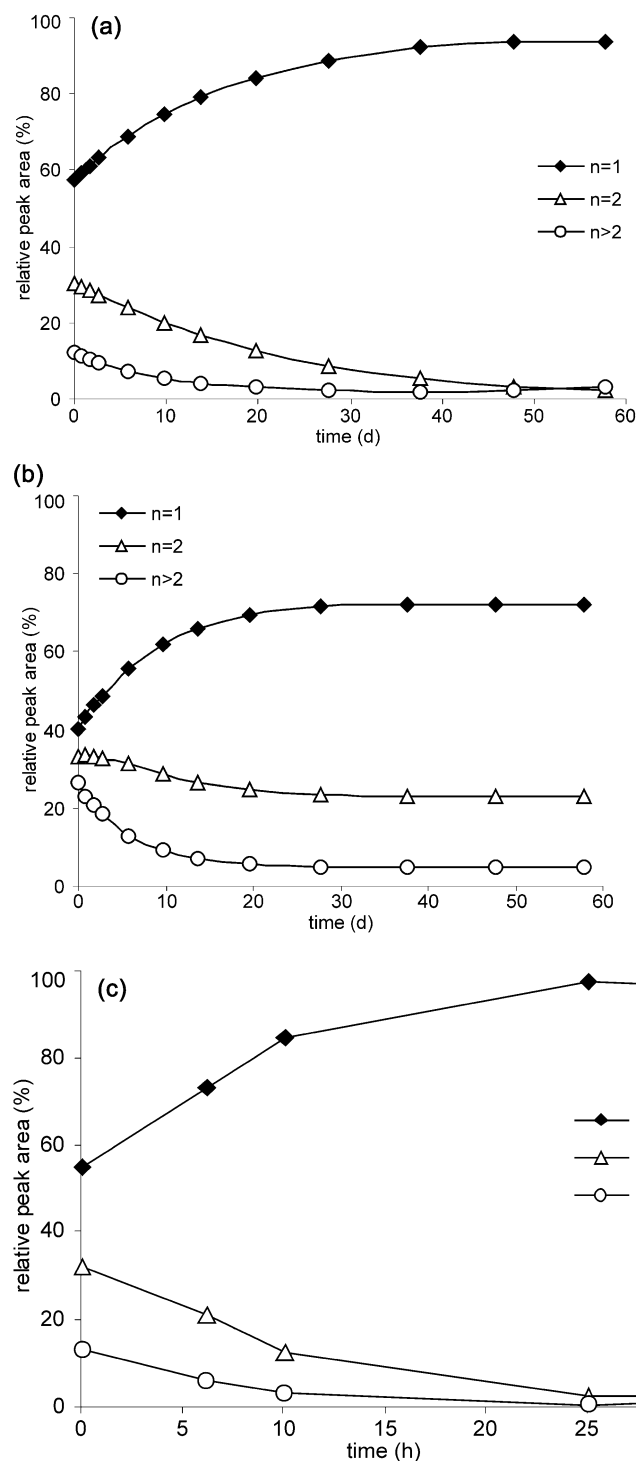 (a)
100
80
60
40
20
0
relative peak area (%)
n=1
n=2
n>2
0 10 20 30 40 50 60
time (d)
(b)
100
80
60
40
20
0
relative peak area (%)
n=1
n=2
n>2
0 10 20 30 40 50 60
time (d)
(c)
100
80
60
40
20
0
relative peak area (%)
0 5 10 15 20 25
time (h)